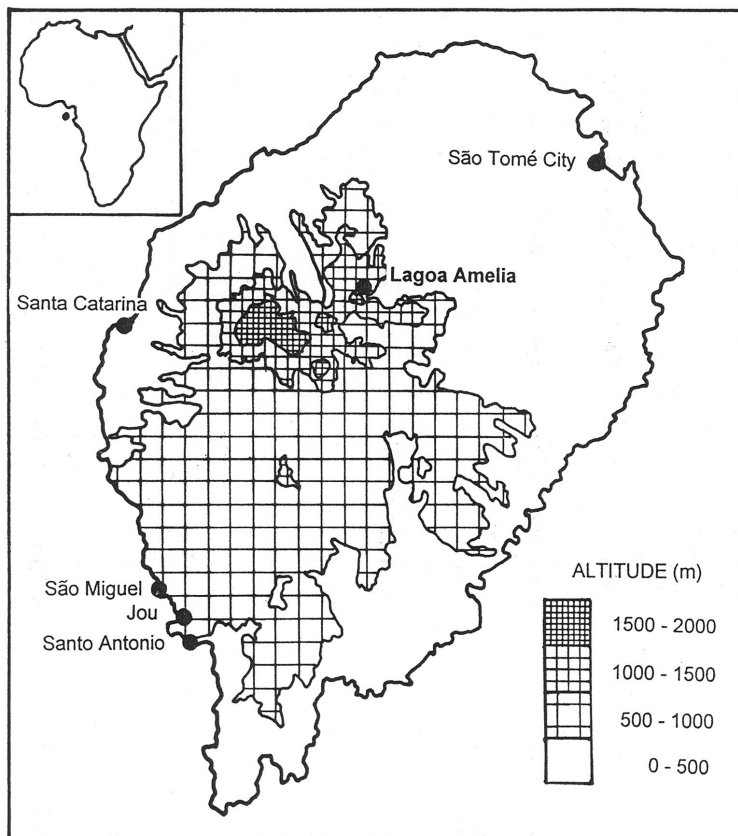 São Tomé City
Lagoa Amelia
Santa Catarina
São Miguel
Jou
Santo Antonio
ALTITUDE (m)
1500 - 2000
1000 - 1500
500 - 1000
0 - 500